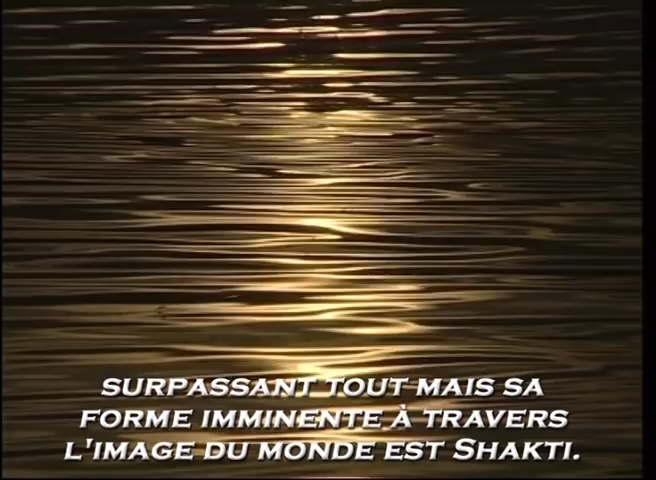 SURPASSANT TOUT MAIS SA
FORME IMMINENTE À TRAVERS
L'IMAGE DU MONDE EST SHAKTI.